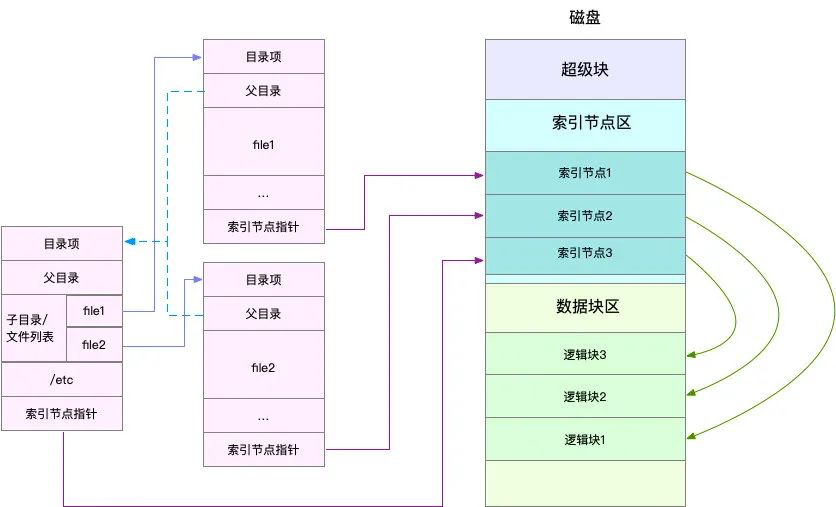 磁盘
目录项
父目录
file1
...
索引节点指针
目录项
父目录
子目录/
文件列表
file1
file2
/etc
索引节点指针
目录项
父目录
file2
...
索引节点指针
超级块
索引节点区
索引节点1
索引节点2
索引节点3
数据块区
逻辑块3
逻辑块2
逻辑块1